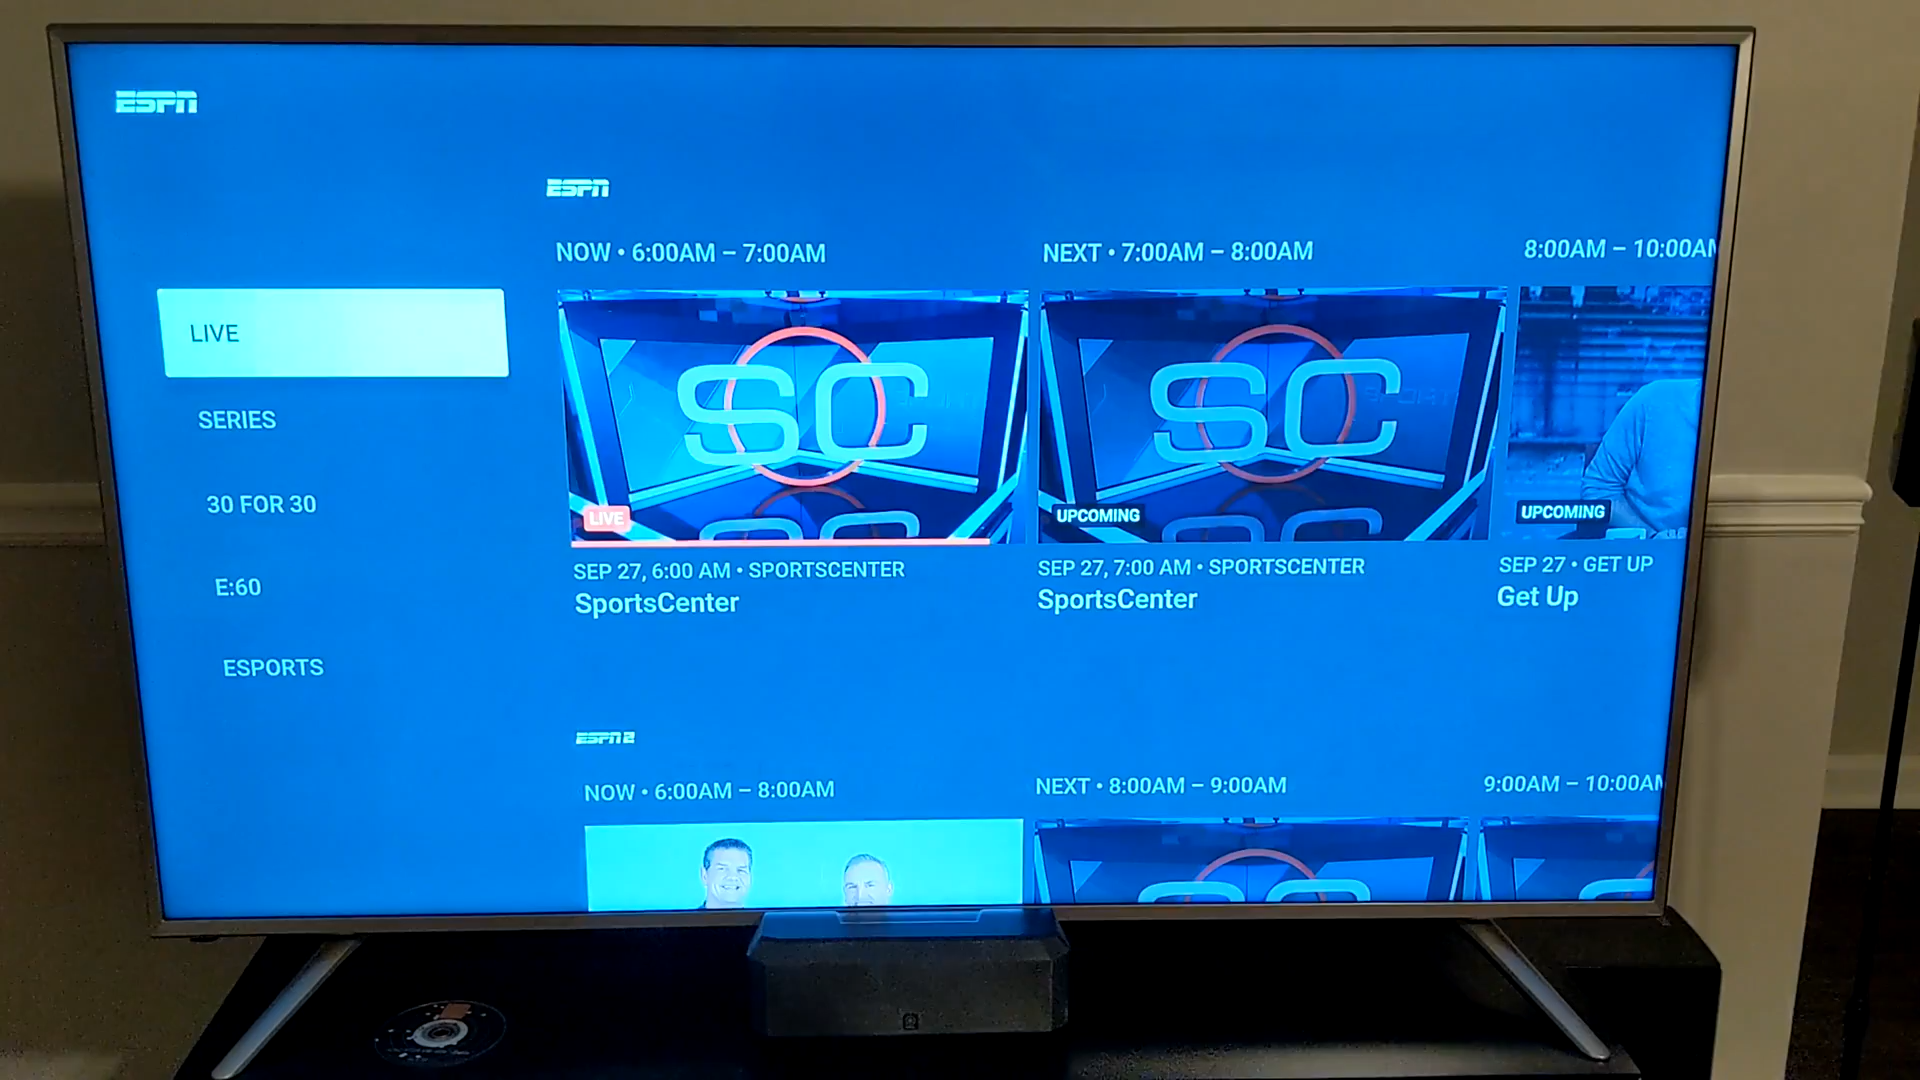 ESPN
ESPN
NOW • 6:00AM – 7:00AM
NEXT • 7:00AM – 8:00AM
8:00AM – 10:00AM
LIVE
SC
SC
SERIES
30 FOR 30
LIVE
UPCOMING
UPCOMING
SEP 27, 6:00 AM • SPORTSCENTER
SportsCenter
SEP 27, 7:00 AM • SPORTSCENTER
SportsCenter
SEP 27 • GET UP
Get Up
E:60
ESPORTS
ESPN2
NOW • 6:00AM – 8:00AM
NEXT • 8:00AM – 9:00AM
9:00AM – 10:00AM